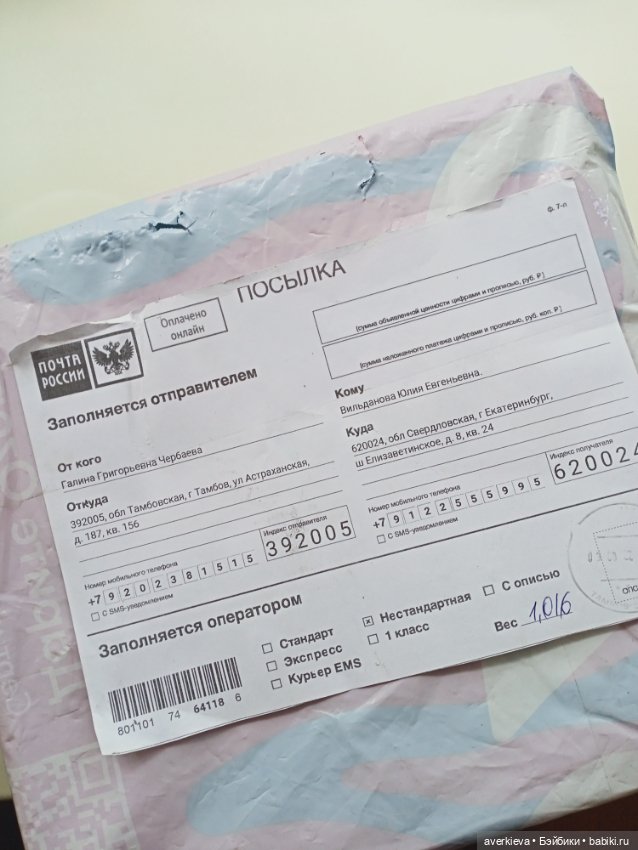 ф. 7-п
ПОСЫЛКА
Оплачено
онлайн
ПОЧТА
РОССИИ
(сумма объявленной ценности цифрами и прописью, руб. ₽)
(сумма наложенного платежа цифрами и прописью, руб. коп. ₽)
Заполняется отправителем
От кого
Галина Григорьевна Чербаева
Откуда
392005, обл Тамбовская, г Тамбов, ул Астраханская,
д. 187, кв. 156
Индекс отправителя
392005
Номер мобильного телефона
+7 9 2 0 2 3 8 1 5 1 5
С SMS-уведомлением
Кому
Вильданова Юлия Евгеньевна.
Куда
620024, обл Свердловская, г Екатеринбург,
ш Елизаветинское, д. 8, кв. 24
Индекс получателя
620024
Номер мобильного телефона
+7 9 1 2 2 5 5 5 9 9 5
С SMS-уведомлением
Заполняется оператором
Стандарт
Экспресс
Курьер EMS
Нестандартная
1 класс
С описью
Вес 1,016
801101 74 64118 6
averkieva • Бэйбики • babiki.ru